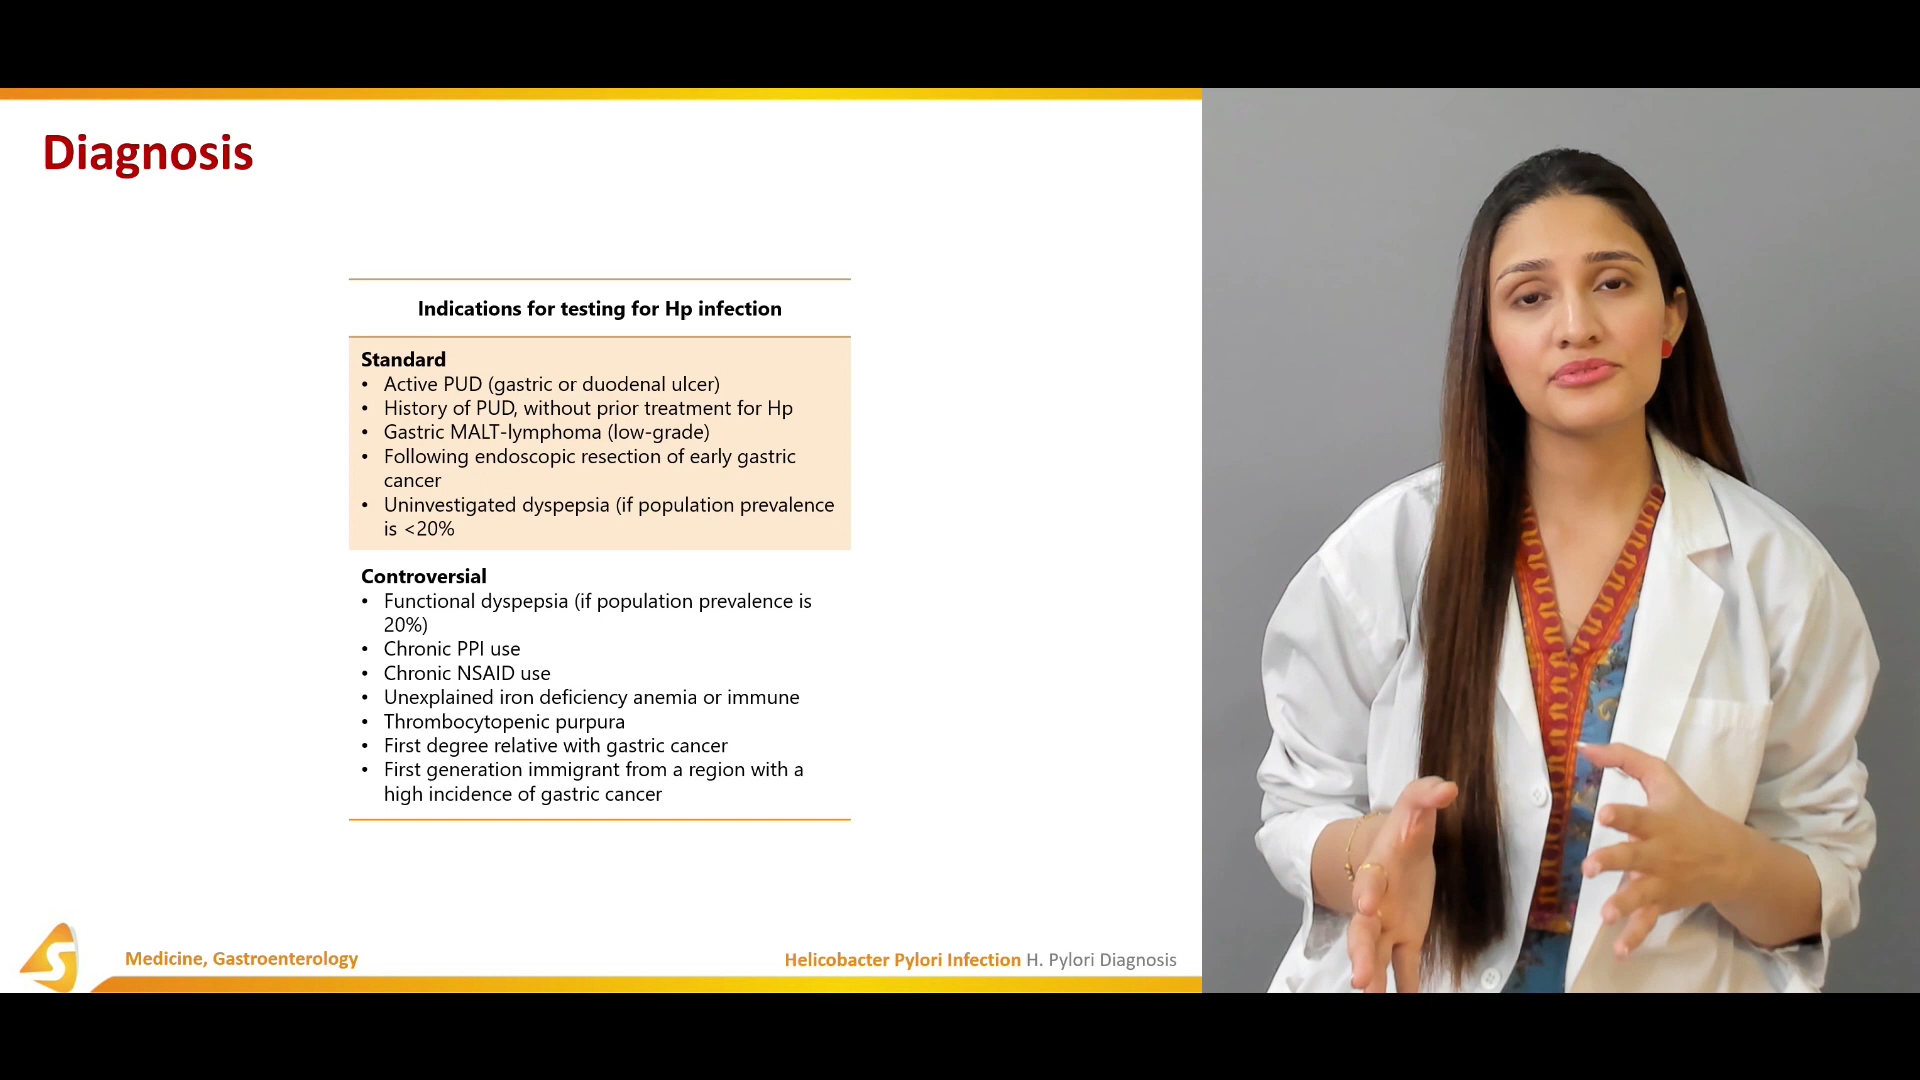 Diagnosis
Indications for testing for Hp infection
Standard
• Active PUD (gastric or duodenal ulcer)
• History of PUD, without prior treatment for Hp
• Gastric MALT-lymphoma (low-grade)
• Following endoscopic resection of early gastric
cancer
• Uninvestigated dyspepsia (if population prevalence
is <20%
Controversial
• Functional dyspepsia (if population prevalence is
20%)
• Chronic PPI use
• Chronic NSAID use
• Unexplained iron deficiency anemia or immune
• Thrombocytopenic purpura
• First degree relative with gastric cancer
• First generation immigrant from a region with a
high incidence of gastric cancer
S
Medicine, Gastroenterology
Helicobacter Pylori Infection H. Pylori Diagnosis